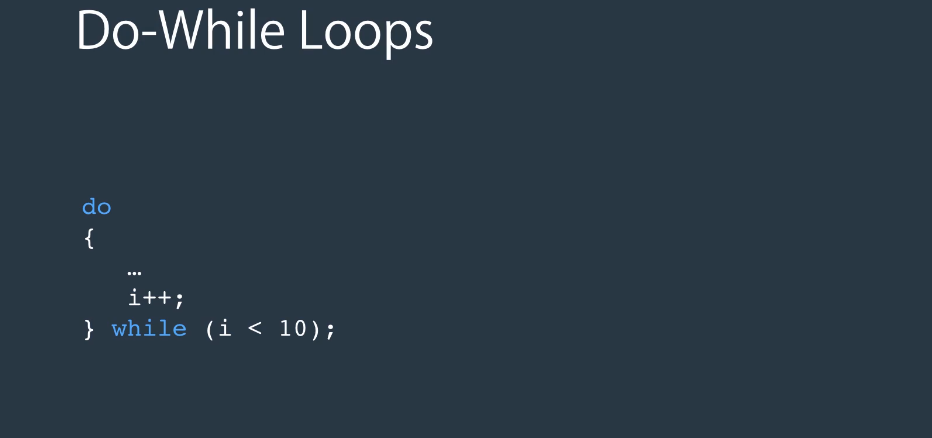 Do-While Loops
do
{
…
i++;
} while (i < 10);